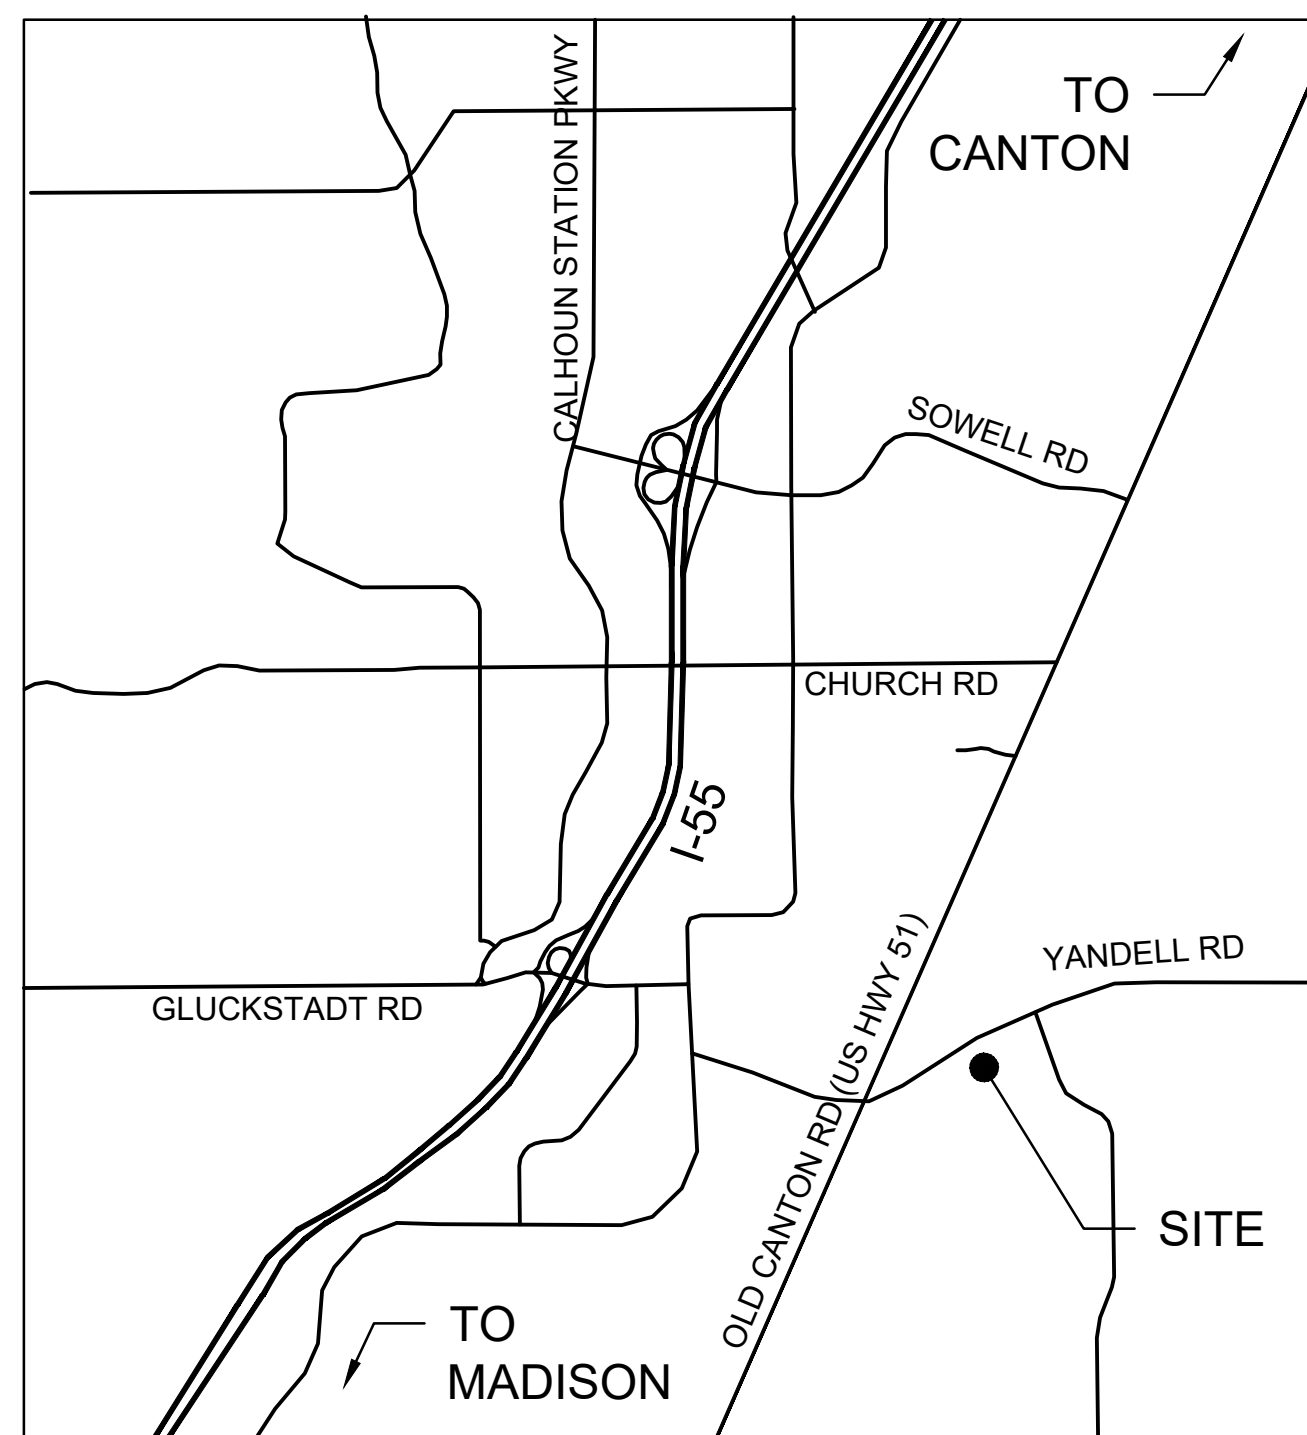 TO
CANTON
CALHOUN STATION PKWY
SOWELL RD
CHURCH RD
I-55
OLD CANTON RD (US HWY 51)
YANDELL RD
GLUCKSTADT RD
SITE
TO
MADISON